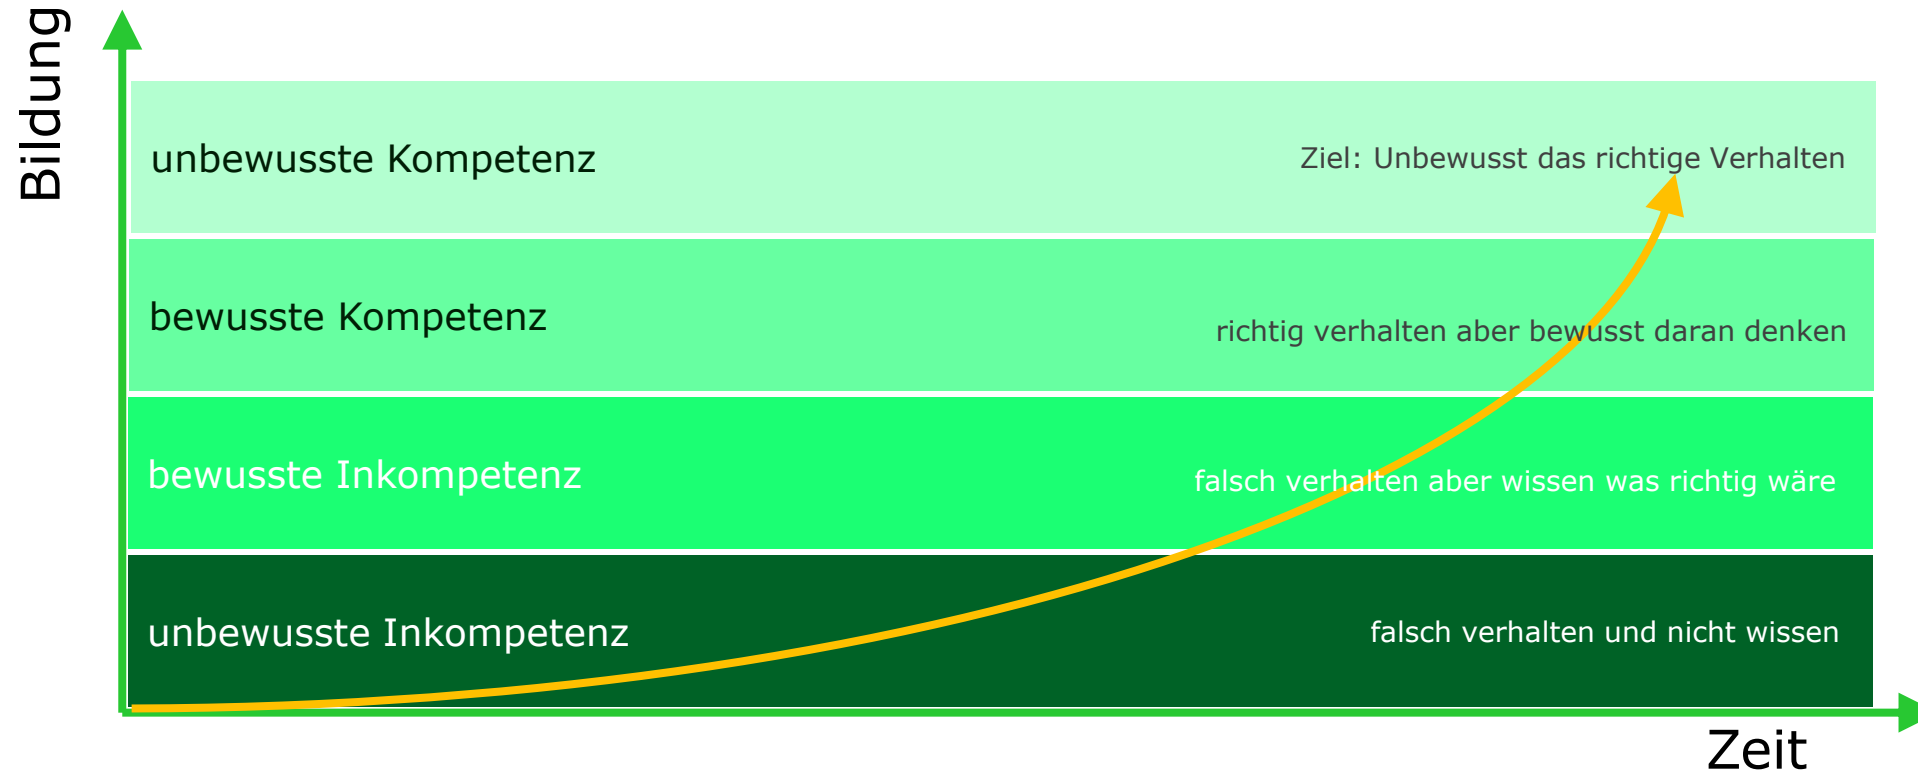 Bildung
unbewusste Kompetenz
Ziel: Unbewusst das richtige Verhalten
bewusste Kompetenz
richtig verhalten aber bewusst daran denken
bewusste Inkompetenz
falsch verhalten aber wissen was richtig wäre
unbewusste Inkompetenz
falsch verhalten und nicht wissen
Zeit